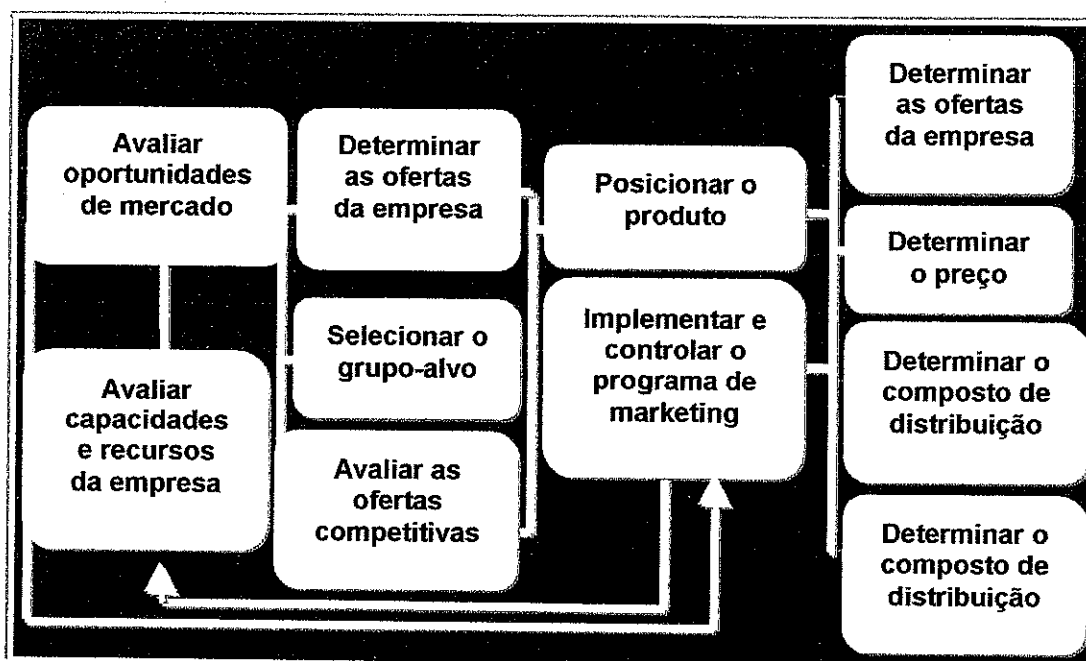 Avaliar
oportunidades
de mercado
Avaliar
capacidades
e recursos
da empresa
Determinar
as ofertas
da empresa
Selecionar o
grupo-alvo
Avaliar as
ofertas
competitivas
Posicionar o
produto
Implementar e
controlar o
programa de
marketing
Determinar
as ofertas
da empresa
Determinar
o preço
Determinar o
composto de
distribuição
Determinar o
composto de
distribuição